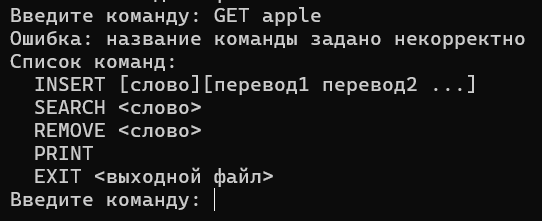 Введите команду: GET apple
Ошибка: название команды задано некорректно
Список команд:
INSERT [слово][перевод1 перевод2 ...]
SEARCH <слово>
REMOVE <слово>
PRINT
EXIT <выходной файл>
Введите команду: